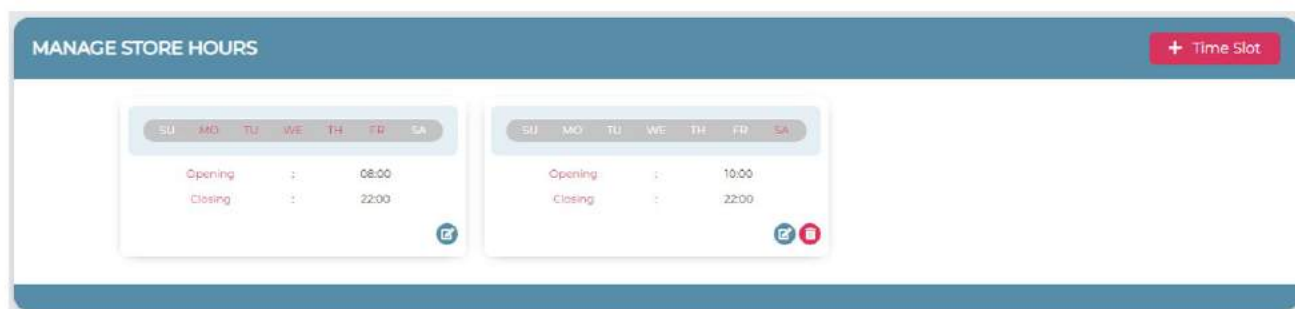 MANAGE STORE HOURS
+ Time Slot
SU MO TU WE TH FR SA
Opening : 08:00
Closing : 22:00
SU MO TU WE TH FR SA
Opening : 10:00
Closing : 22:00